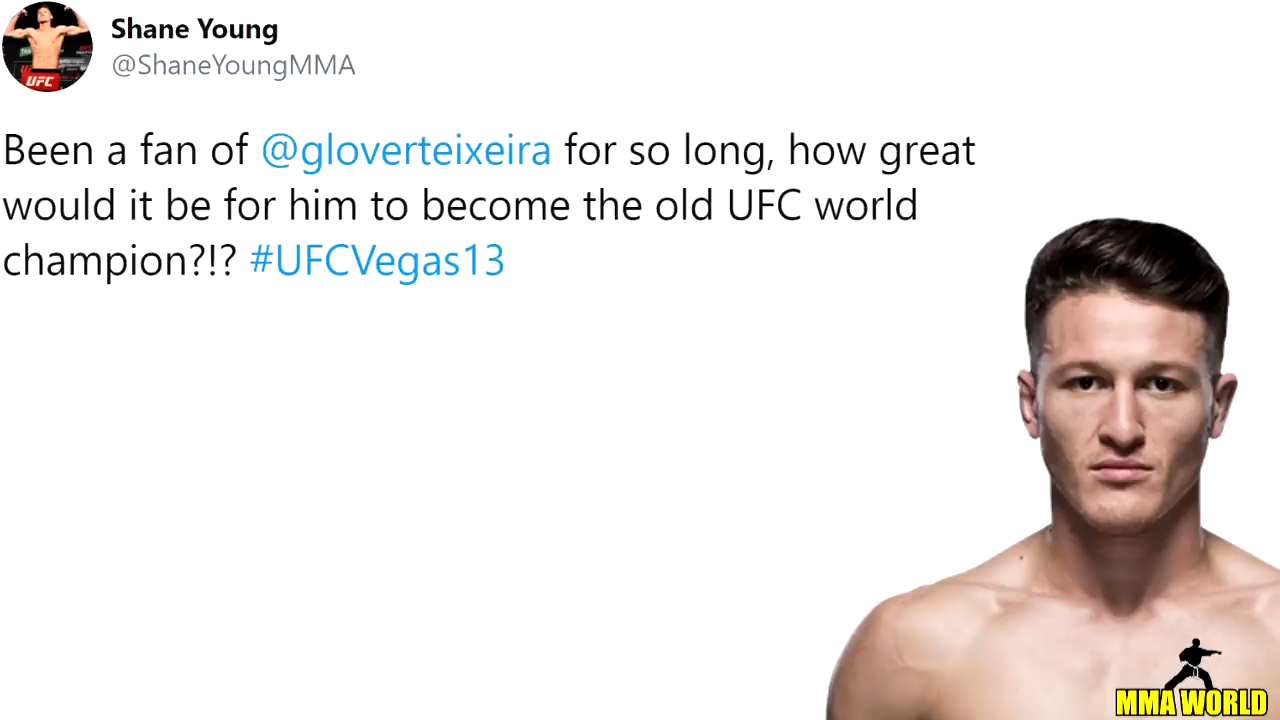 Shane Young
@ShaneYoungMMA
Been a fan of @gloverteixeira for so long, how great
would it be for him to become the old UFC world
champion?!? #UFCVegas13
UFC
MMA WORLD